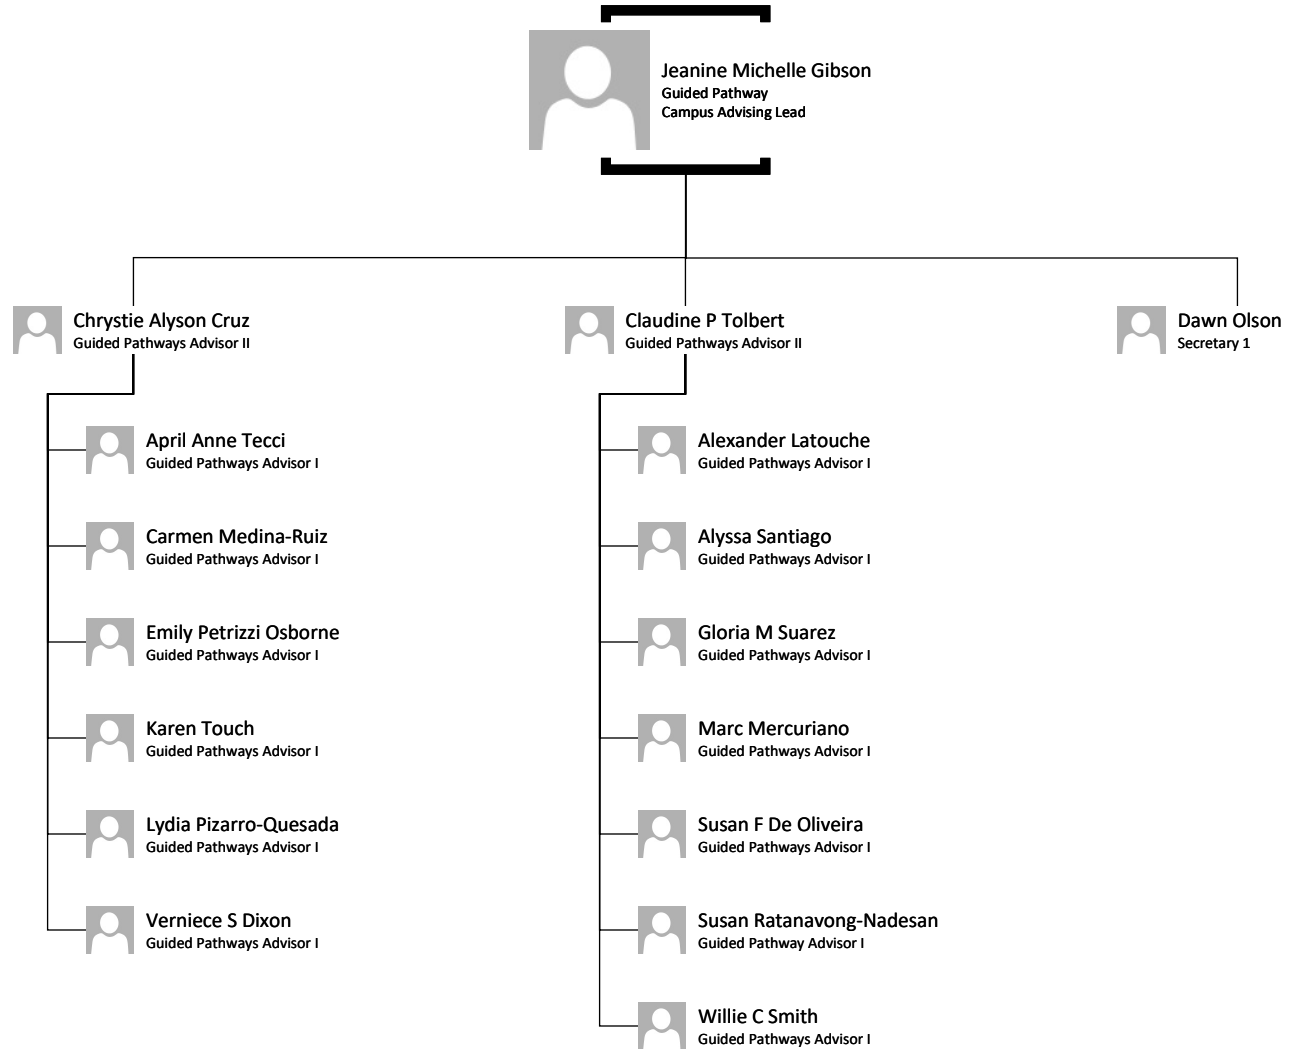 Jeanine Michelle Gibson
Guided Pathway
Campus Advising Lead
Chrystie Alyson Cruz
Guided Pathways Advisor II
Claudine P Tolbert
Guided Pathways Advisor II
Dawn Olson
Secretary 1
April Anne Tecci
Guided Pathways Advisor I
Carmen Medina-Ruiz
Guided Pathways Advisor I
Emily Petrizzi Osborne
Guided Pathways Advisor I
Karen Touch
Guided Pathways Advisor I
Lydia Pizarro-Quesada
Guided Pathways Advisor I
Verniece S Dixon
Guided Pathways Advisor I
Alexander Latouche
Guided Pathways Advisor I
Alyssa Santiago
Guided Pathways Advisor I
Gloria M Suarez
Guided Pathways Advisor I
Marc Mercuriano
Guided Pathways Advisor I
Susan F De Oliveira
Guided Pathways Advisor I
Susan Ratanavong-Nadesan
Guided Pathway Advisor I
Willie C Smith
Guided Pathways Advisor I